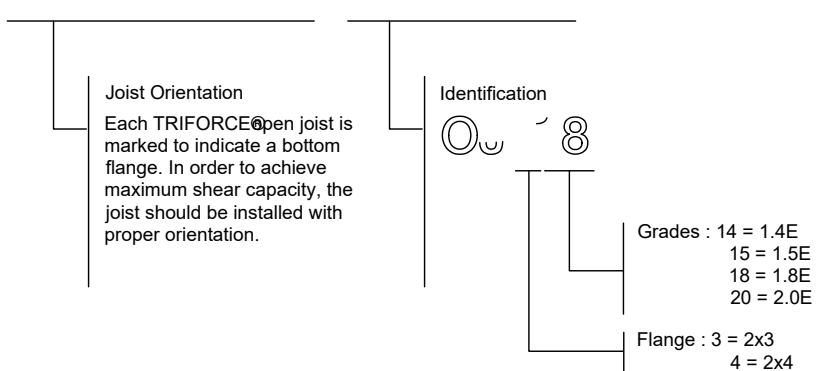 Joist Orientation
Each TRIFORCE® open joist is
marked to indicate a bottom
flange. In order to achieve
maximum shear capacity, the
joist should be installed with
proper orientation.
Identification
Grades : 14 = 1.4E
15 = 1.5E
18 = 1.8E
20 = 2.0E
Flange : 3 = 2x3
4 = 2x4